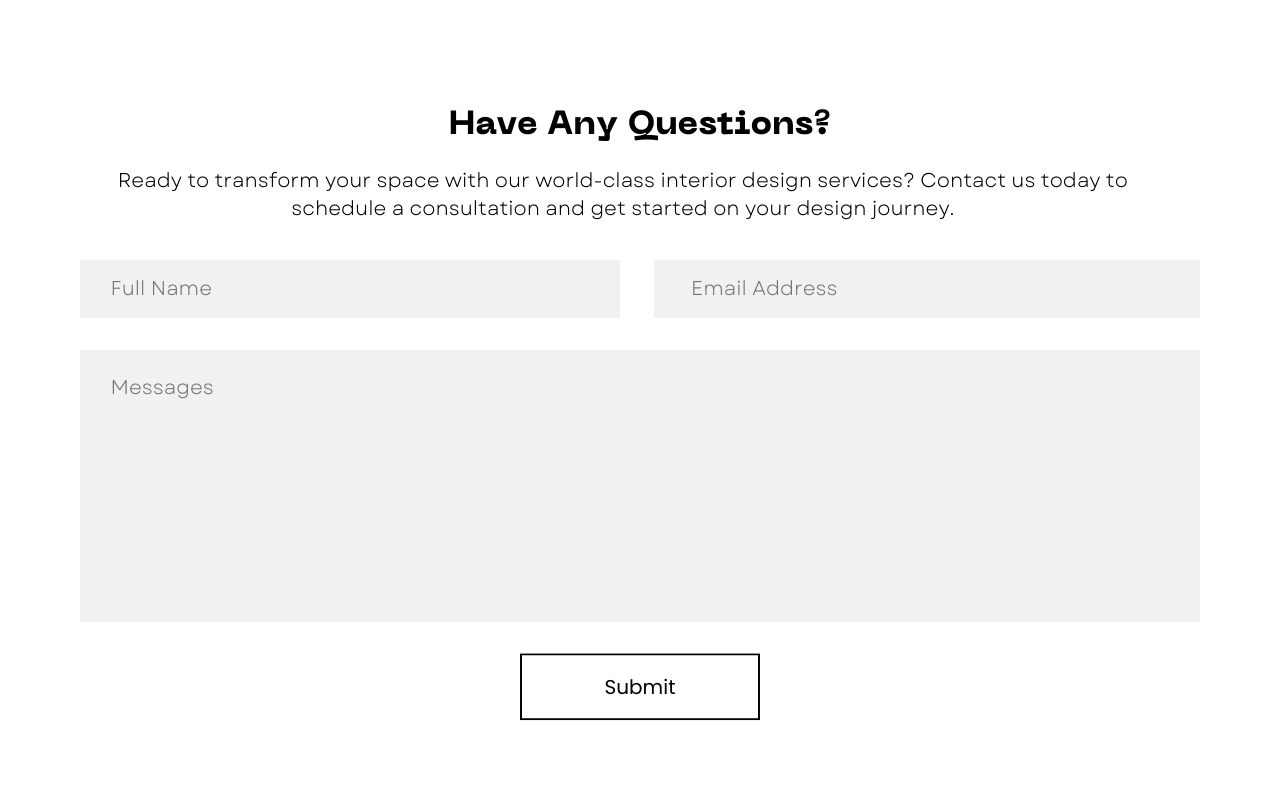 Have Any Questions?
Ready to transform your space with our world-class interior design services? Contact us today to
schedule a consultation and get started on your design journey.
Full Name
Email Address
Messages
Submit